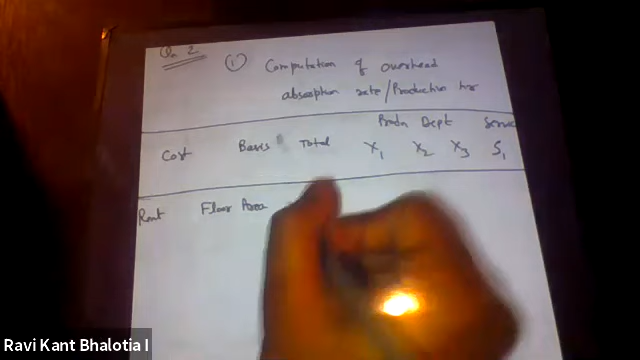 Qn 2
(i) Computation of overhead
absorption rate/Production hr
Prodn Dept
Cost Basis Total X1 X2 X3 S1
Rent Floor Area
Ravi Kant Bhalotia I